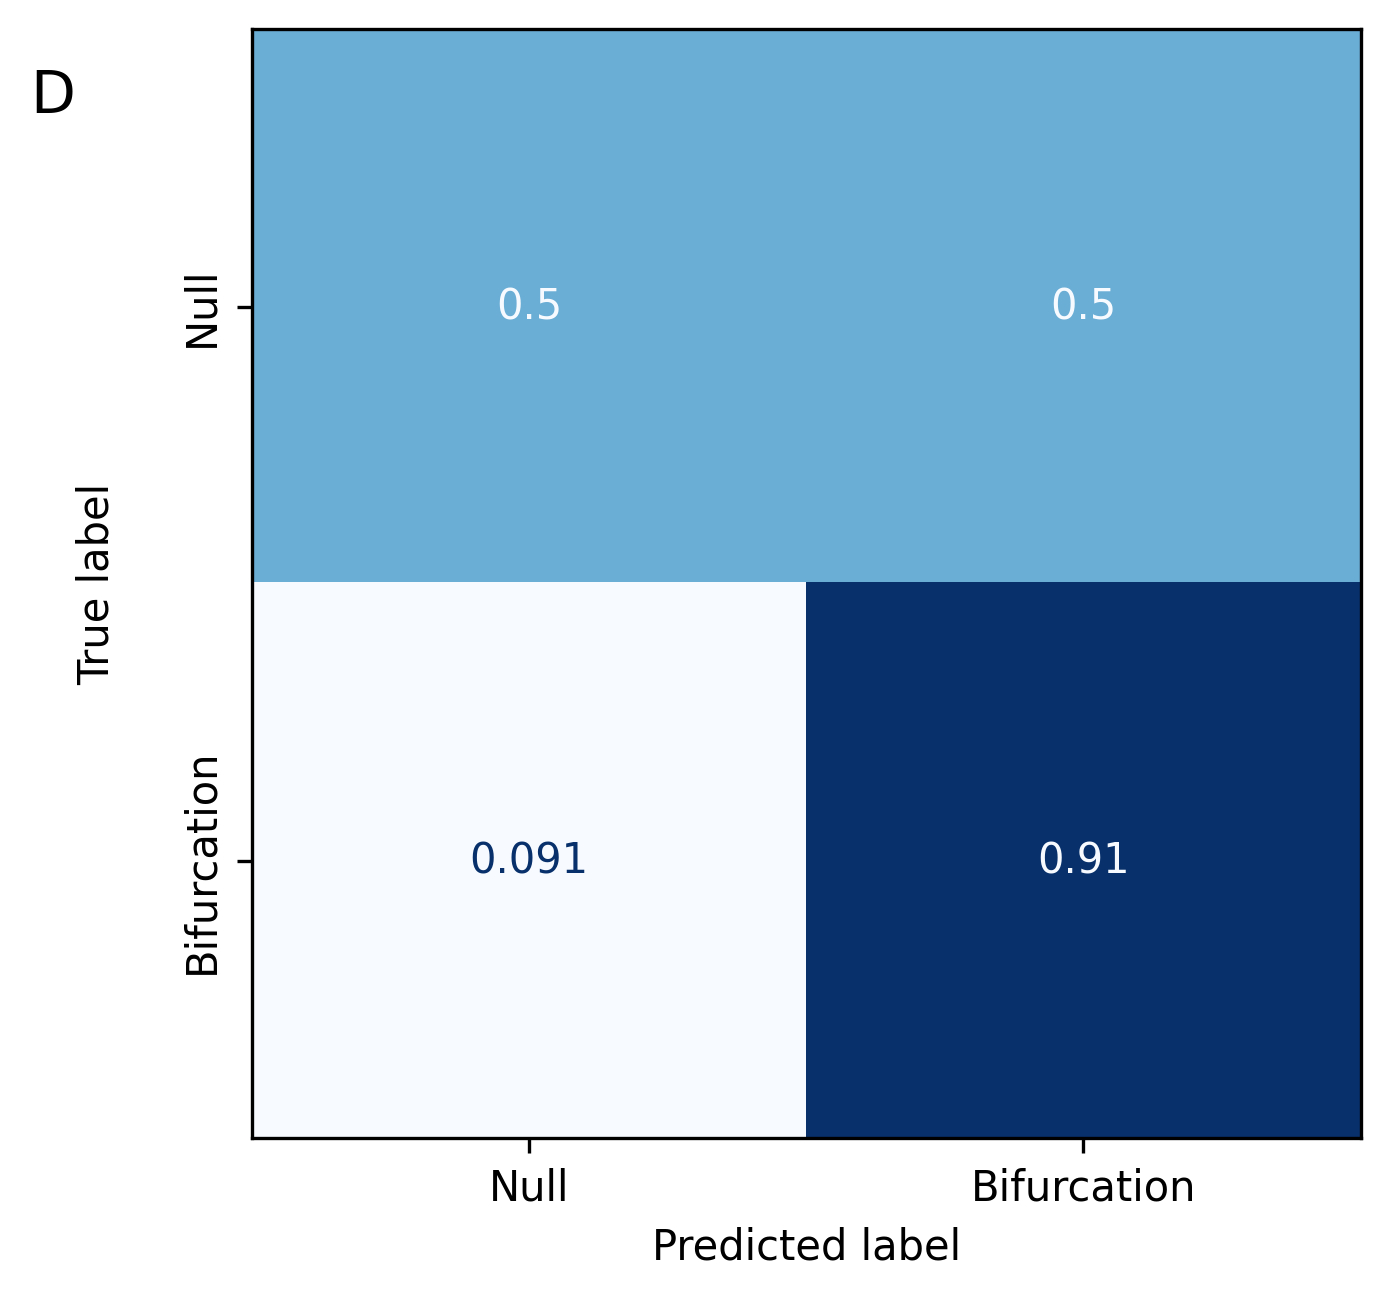 D
Null
0.5 0.5
True label
Bifurcation
0.091 0.91
Null Bifurcation
Predicted label